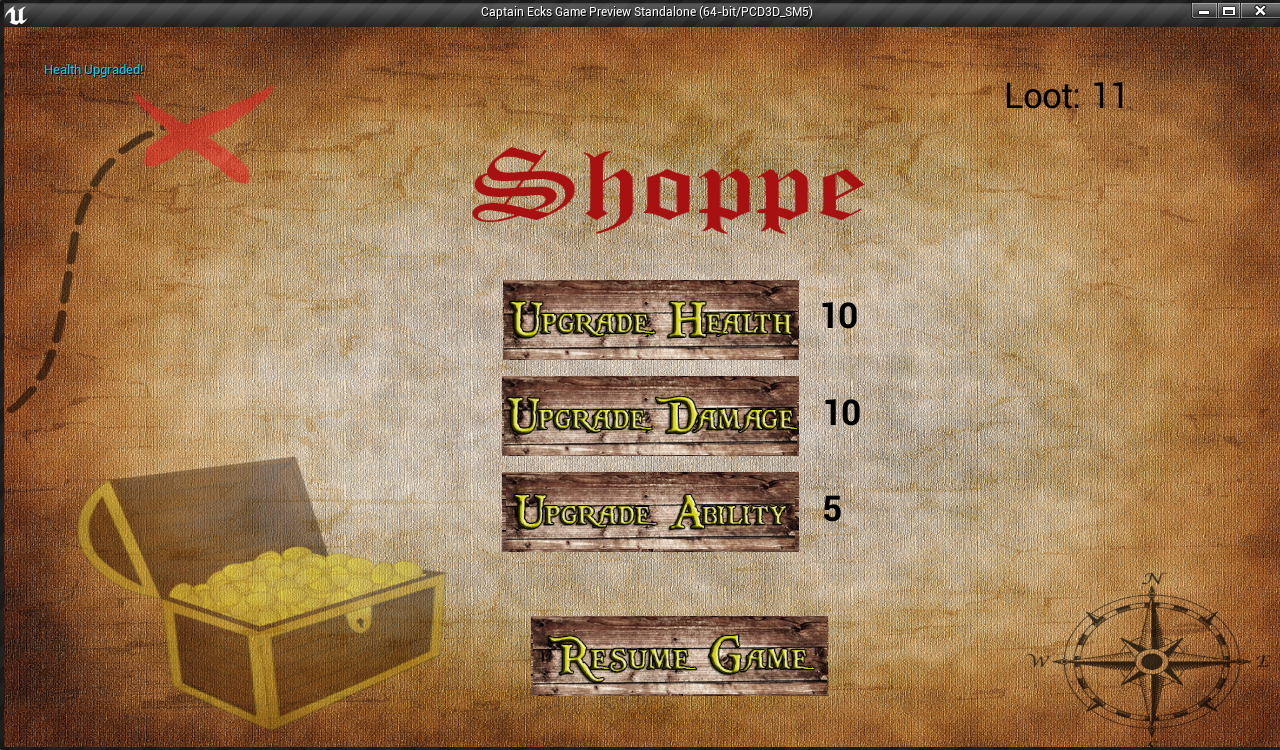 Captain Ecks Game Preview Standalone (64-bit/PCD3D_SM5)
Health Upgraded!
Loot: 11
Shoppe
Upgrade Health 10
Upgrade Damage 10
Upgrade Ability 5
Resume Game
N
W E